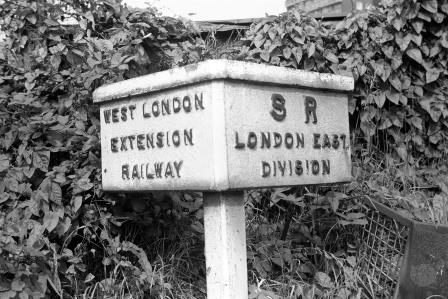 WEST LONDON
EXTENSION
RAILWAY
S R
LONDON EAST.
DIVISION